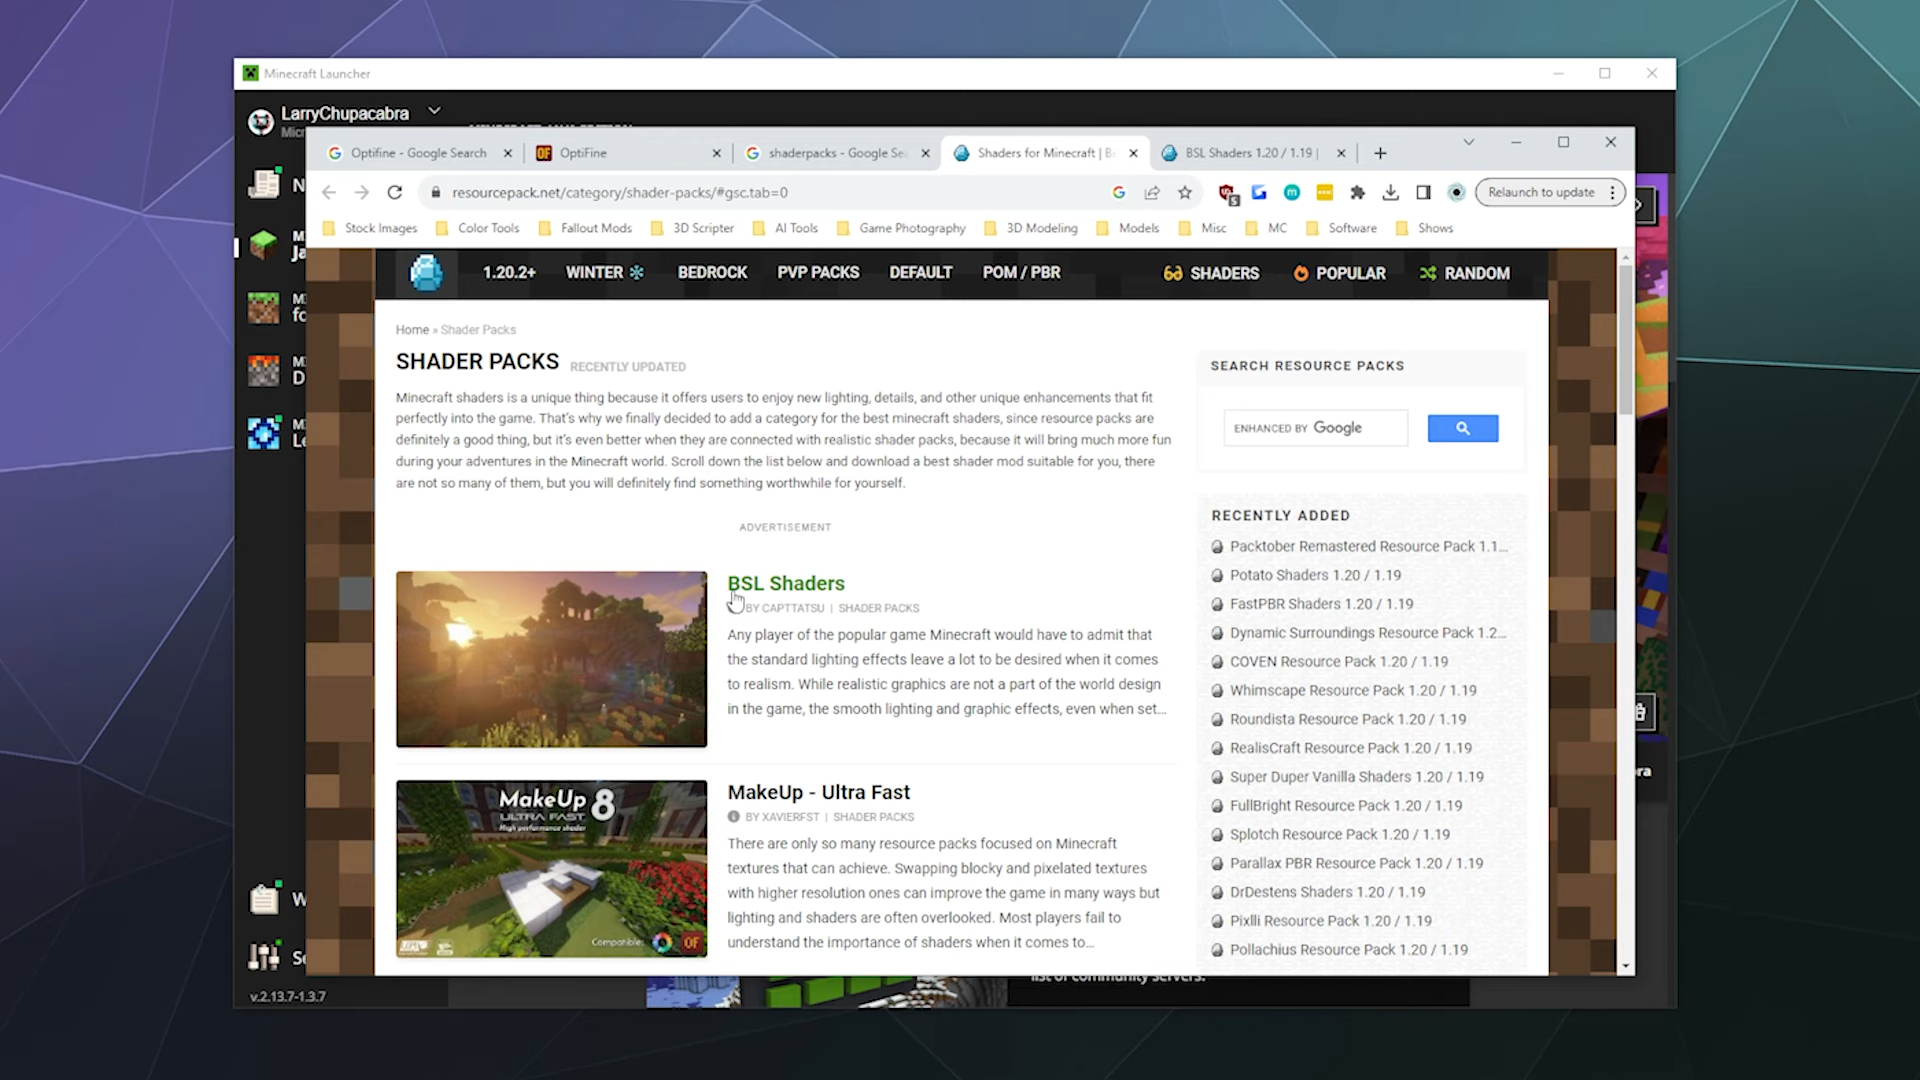 Minecraft Launcher
LarryChupacabra
Micr
Optifine - Google Search
OptiFine
shaderpacks - Google Se
Shaders for Minecraft | B
BSL Shaders 1.20 / 1.19 |
resourcepack.net/category/shader-packs/#gsc.tab=0
Relaunch to update
Stock Images
Color Tools
Fallout Mods
3D Scripter
AI Tools
Game Photography
3D Modeling
Models
Misc
MC
Software
Shows
1.20.2+
WINTER
BEDROCK
PVP PACKS
DEFAULT
POM / PBR
SHADERS
POPULAR
RANDOM
Home » Shader Packs
SHADER PACKS RECENTLY UPDATED
Minecraft shaders is a unique thing because it offers users to enjoy new lighting, details, and other unique enhancements that fit
perfectly into the game. That's why we finally decided to add a category for the best minecraft shaders, since resource packs are
definitely a good thing, but it's even better when they are connected with realistic shader packs, because it will bring much more fun
during your adventures in the Minecraft world. Scroll down the list below and download a best shader mod suitable for you, there
are not so many of them, but you will definitely find something worthwhile for yourself.
ADVERTISEMENT
BSL Shaders
BY CAPTTATSU | SHADER PACKS
Any player of the popular game Minecraft would have to admit that
the standard lighting effects leave a lot to be desired when it comes
to realism. While realistic graphics are not a part of the world design
in the game, the smooth lighting and graphic effects, even when set...
MakeUp 8
ULTRA FAST
High performance shader
Compatible:
OF
MakeUp - Ultra Fast
BY XAVIERFST | SHADER PACKS
There are only so many resource packs focused on Minecraft
textures that can achieve. Swapping blocky and pixelated textures
with higher resolution ones can improve the game in many ways but
lighting and shaders are often overlooked. Most players fail to
understand the importance of shaders when it comes to...
SEARCH RESOURCE PACKS
ENHANCED BY Google
RECENTLY ADDED
Packtober Remastered Resource Pack 1.1...
Potato Shaders 1.20 / 1.19
FastPBR Shaders 1.20 / 1.19
Dynamic Surroundings Resource Pack 1.2...
COVEN Resource Pack 1.20 / 1.19
Whimscape Resource Pack 1.20 / 1.19
Roundista Resource Pack 1.20 / 1.19
RealisCraft Resource Pack 1.20 / 1.19
Super Duper Vanilla Shaders 1.20 / 1.19
FullBright Resource Pack 1.20 / 1.19
Splotch Resource Pack 1.20 / 1.19
Parallax PBR Resource Pack 1.20 / 1.19
DrDestens Shaders 1.20 / 1.19
Pixlli Resource Pack 1.20 / 1.19
Pollachius Resource Pack 1.20 / 1.19
list of community servers.
v.2.13.7-1.3.7